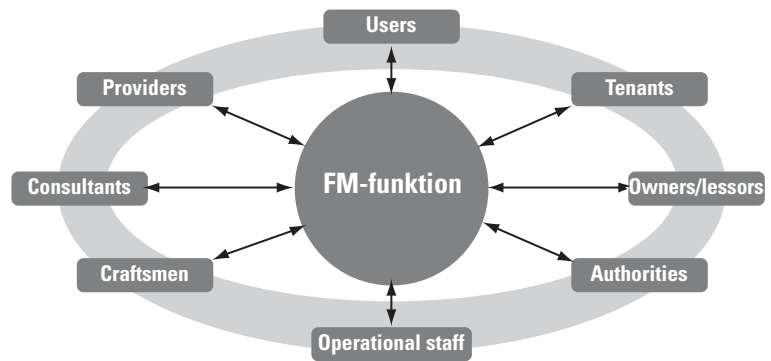 Users
Providers
Tenants
Consultants
FM-funktion
Owners/lessors
Craftsmen
Authorities
Operational staff